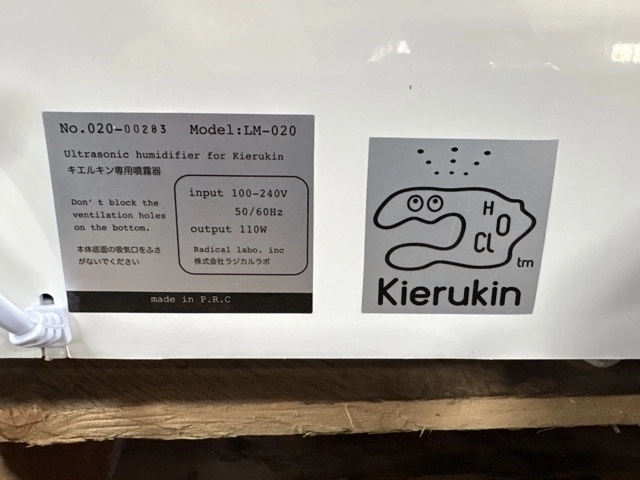 No.020-00283 Model:LM-020
Ultrasonic humidifier for Kierukin
キエルキン専用噴霧器
Don't block the
ventilation holes
on the bottom.
本体底面の吸気口をふさ
がないでください
input 100-240V
50/60Hz
output 110W
Radical labo. inc
株式会社ラジカルラボ
made in P.R.C
H
O
Cl
tm
Kierukin